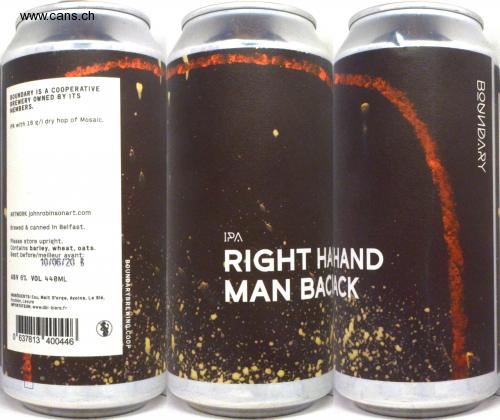 www.cans.ch
BOUNDARY IS A COOPERATIVE
BREWERY OWNED BY ITS
MEMBERS.
IPA with 18 g/l dry hop of Mosaic.
ARTWORK johnrobinsonart.com
Brewed & canned in Belfast.
Please store upright.
Contains barley, wheat, oats.
Best before/meilleur avant:
10/06/20
ABV 6% VOL 440ML
0 637813 400446
BOUNDARYBREWING.COOP
IPA
RIGHT HAHAND
MAN BACACK
BOUNDARY